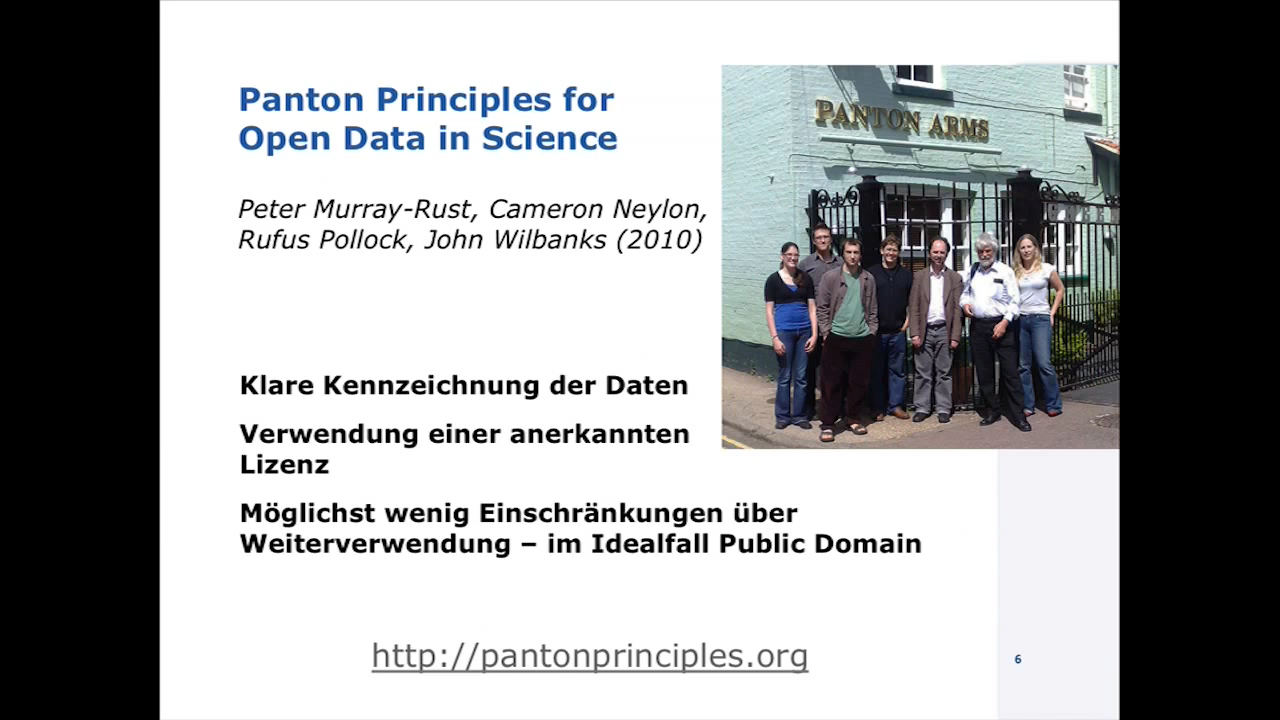 Panton Principles for
Open Data in Science
Peter Murray-Rust, Cameron Neylon,
Rufus Pollock, John Wilbanks (2010)
PANTON ARMS
Klare Kennzeichnung der Daten
Verwendung einer anerkannten
Lizenz
Möglichst wenig Einschränkungen über
Weiterverwendung – im Idealfall Public Domain
http://pantonprinciples.org
6